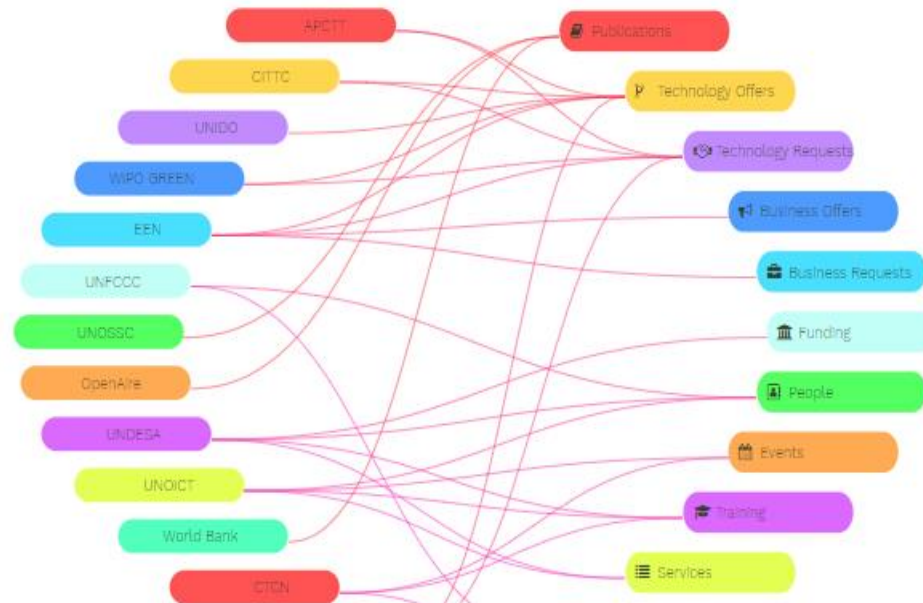 APCTT
CITTC
UNIDO
WIPO GREEN
EEN
UNFCCC
UNOSSC
OpenAire
UNDESA
UNOICT
World Bank
CTCN
Publications
Technology Offers
Technology Requests
Business Offers
Business Requests
Funding
People
Events
Training
Services